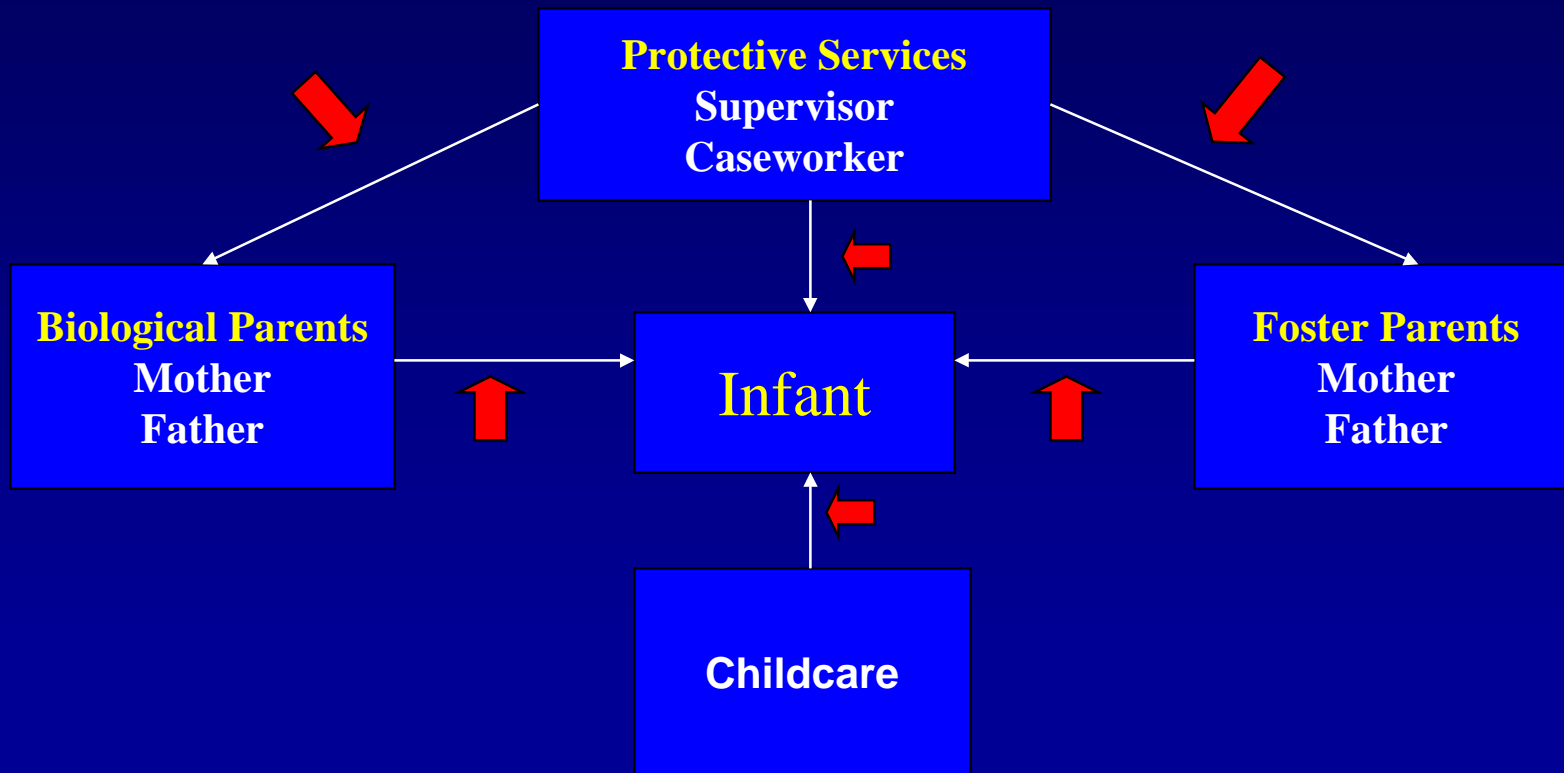 Protective Services
Supervisor
Caseworker
Biological Parents
Mother
Father
Infant
Foster Parents
Mother
Father
Childcare